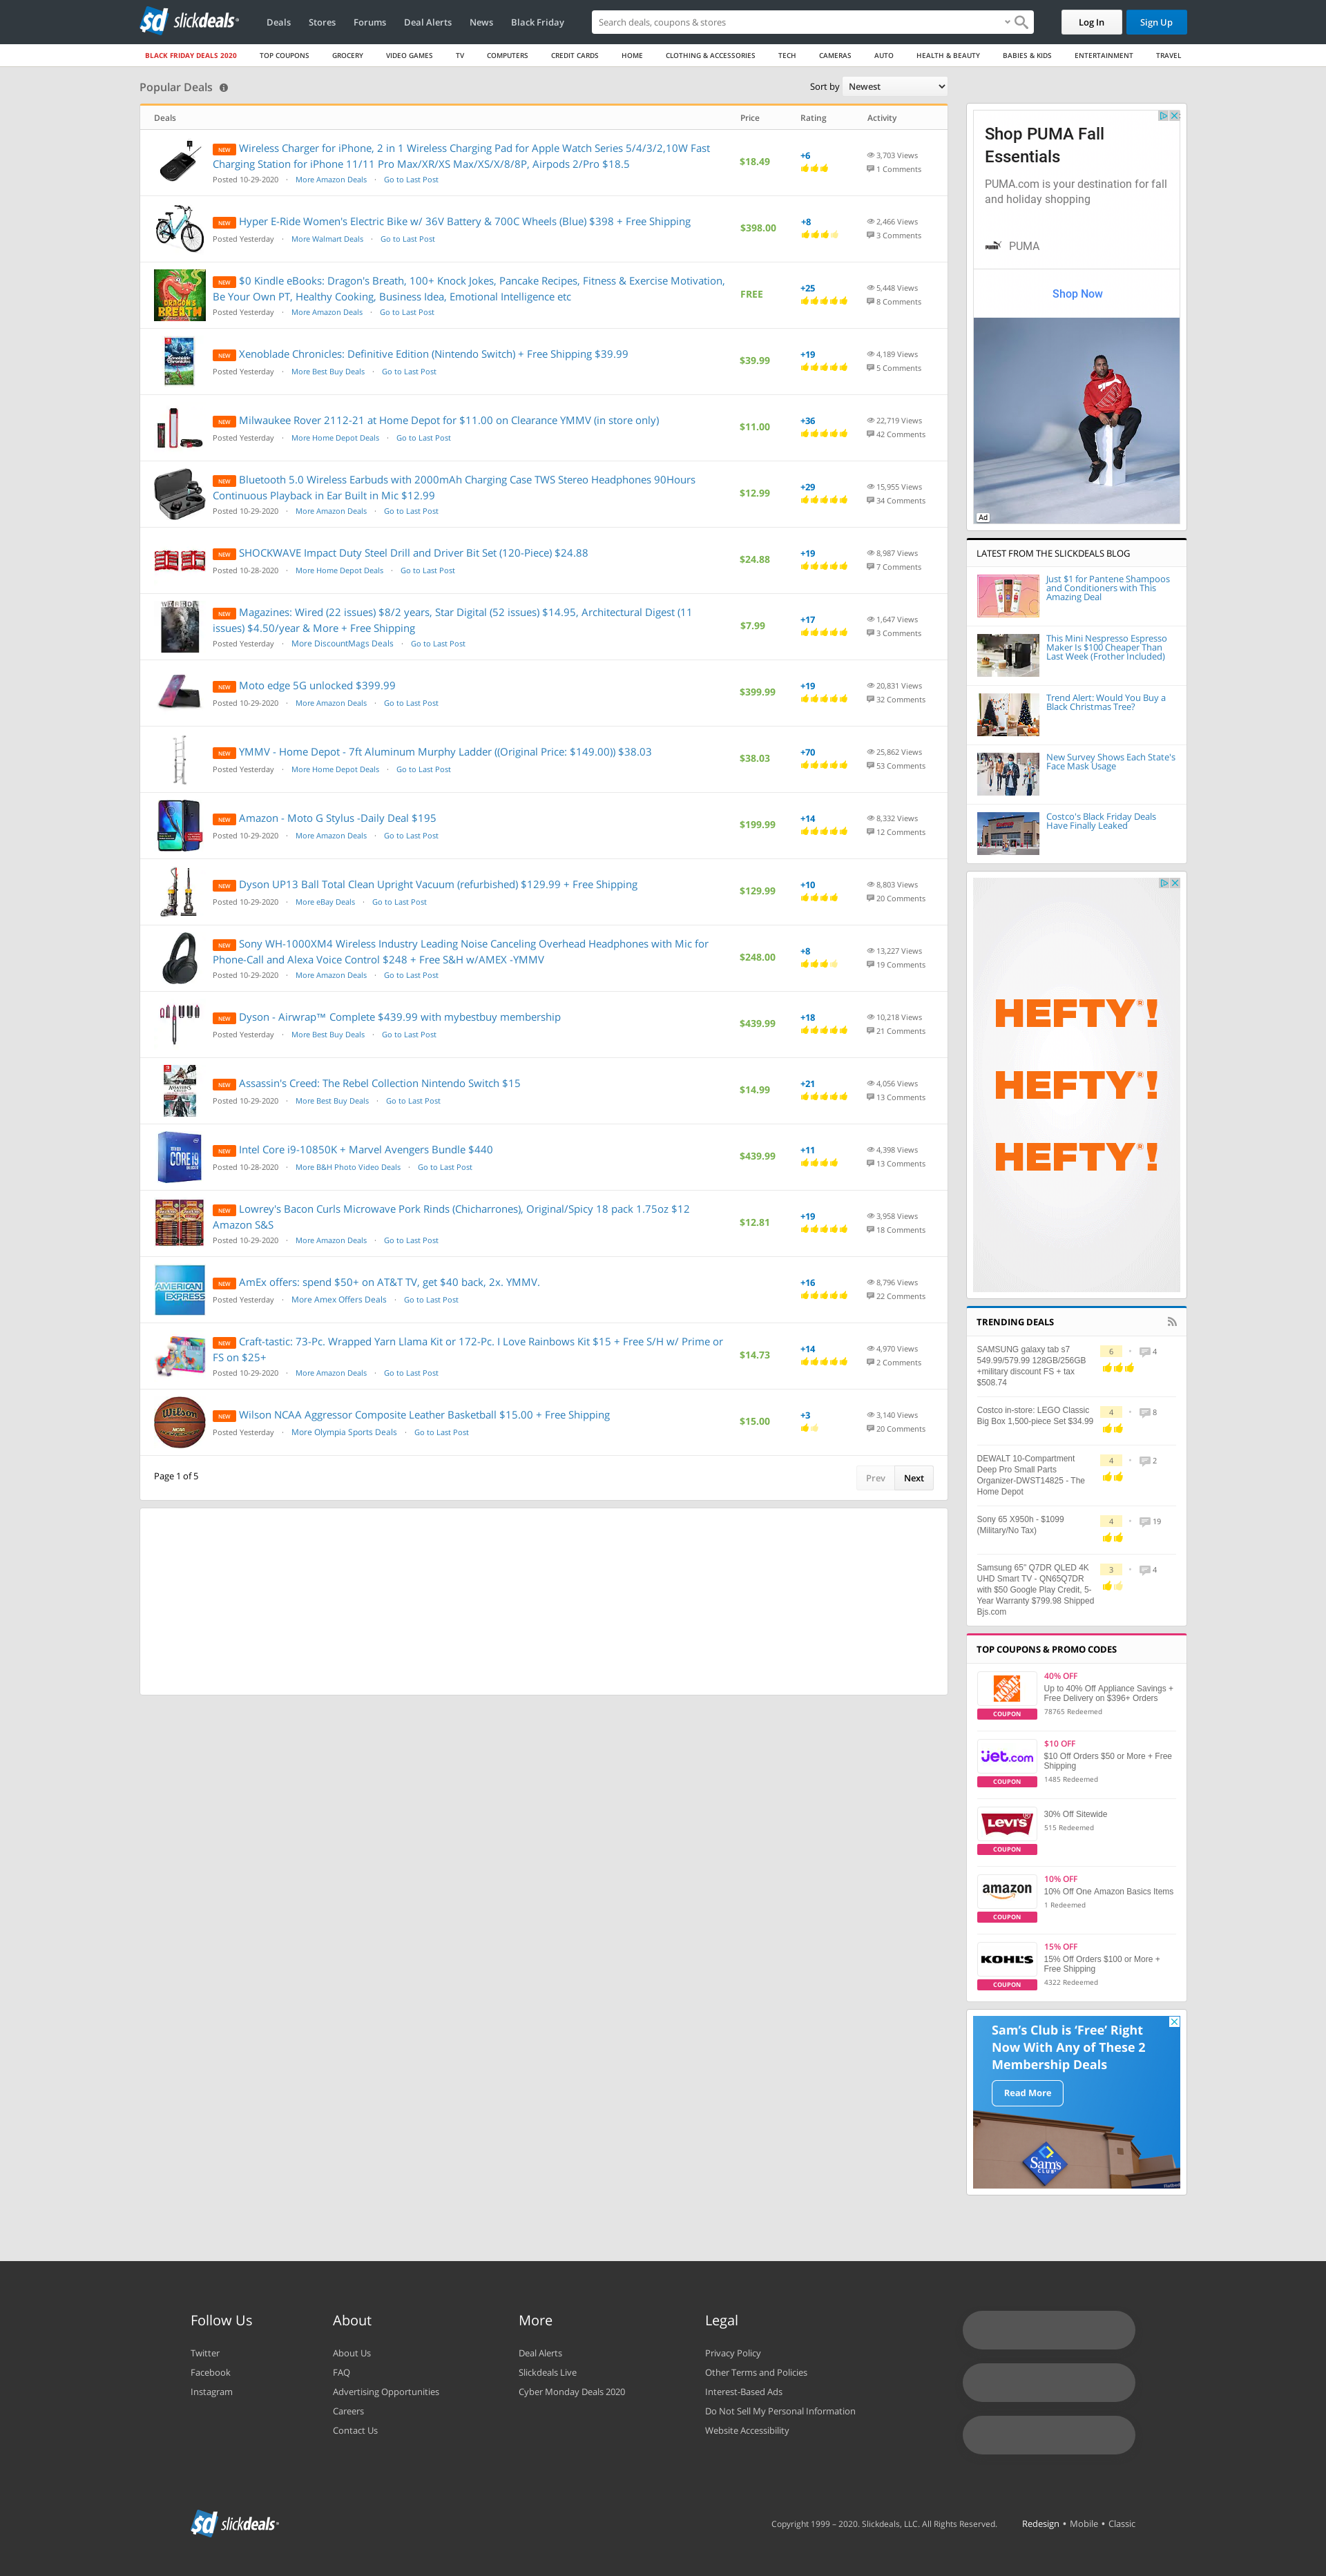 slickdeals
Deals
Stores
Forums
Deal Alerts
News
Black Friday
Search deals, coupons & stores
Log In
Sign Up
BLACK FRIDAY DEALS 2020
TOP COUPONS
GROCERY
VIDEO GAMES
TV
COMPUTERS
CREDIT CARDS
HOME
CLOTHING & ACCESSORIES
TECH
CAMERAS
AUTO
HEALTH & BEAUTY
BABIES & KIDS
ENTERTAINMENT
TRAVEL
Popular Deals
Sort by Newest
Deals Price Rating Activity
NEW Wireless Charger for iPhone, 2 in 1 Wireless Charging Pad for Apple Watch Series 5/4/3/2,10W Fast
Charging Station for iPhone 11/11 Pro Max/XR/XS Max/XS/X/8/8P, Airpods 2/Pro $18.5
Posted 10-29-2020 · More Amazon Deals · Go to Last Post
$18.49
+6
3,703 Views
1 Comments
NEW Hyper E-Ride Women's Electric Bike w/ 36V Battery & 700C Wheels (Blue) $398 + Free Shipping
Posted Yesterday · More Walmart Deals · Go to Last Post
$398.00
+8
2,466 Views
3 Comments
NEW $0 Kindle eBooks: Dragon's Breath, 100+ Knock Jokes, Pancake Recipes, Fitness & Exercise Motivation,
Be Your Own PT, Healthy Cooking, Business Idea, Emotional Intelligence etc
Posted Yesterday · More Amazon Deals · Go to Last Post
FREE
+25
5,448 Views
8 Comments
NEW Xenoblade Chronicles: Definitive Edition (Nintendo Switch) + Free Shipping $39.99
Posted Yesterday · More Best Buy Deals · Go to Last Post
$39.99
+19
4,189 Views
5 Comments
NEW Milwaukee Rover 2112-21 at Home Depot for $11.00 on Clearance YMMV (in store only)
Posted Yesterday · More Home Depot Deals · Go to Last Post
$11.00
+36
22,719 Views
42 Comments
NEW Bluetooth 5.0 Wireless Earbuds with 2000mAh Charging Case TWS Stereo Headphones 90Hours
Continuous Playback in Ear Built in Mic $12.99
Posted 10-29-2020 · More Amazon Deals · Go to Last Post
$12.99
+29
15,955 Views
34 Comments
NEW SHOCKWAVE Impact Duty Steel Drill and Driver Bit Set (120-Piece) $24.88
Posted 10-28-2020 · More Home Depot Deals · Go to Last Post
$24.88
+19
8,987 Views
7 Comments
NEW Magazines: Wired (22 issues) $8/2 years, Star Digital (52 issues) $14.95, Architectural Digest (11
issues) $4.50/year & More + Free Shipping
Posted Yesterday · More DiscountMags Deals · Go to Last Post
$7.99
+17
1,647 Views
3 Comments
NEW Moto edge 5G unlocked $399.99
Posted 10-29-2020 · More Amazon Deals · Go to Last Post
$399.99
+19
20,831 Views
32 Comments
NEW YMMV - Home Depot - 7ft Aluminum Murphy Ladder ((Original Price: $149.00)) $38.03
Posted Yesterday · More Home Depot Deals · Go to Last Post
$38.03
+70
25,862 Views
53 Comments
NEW Amazon - Moto G Stylus -Daily Deal $195
Posted 10-29-2020 · More Amazon Deals · Go to Last Post
$199.99
+14
8,332 Views
12 Comments
NEW Dyson UP13 Ball Total Clean Upright Vacuum (refurbished) $129.99 + Free Shipping
Posted 10-29-2020 · More eBay Deals · Go to Last Post
$129.99
+10
8,803 Views
20 Comments
NEW Sony WH-1000XM4 Wireless Industry Leading Noise Canceling Overhead Headphones with Mic for
Phone-Call and Alexa Voice Control $248 + Free S&H w/AMEX -YMMV
Posted 10-29-2020 · More Amazon Deals · Go to Last Post
$248.00
+8
13,227 Views
19 Comments
NEW Dyson - Airwrap™ Complete $439.99 with mybestbuy membership
Posted Yesterday · More Best Buy Deals · Go to Last Post
$439.99
+18
10,218 Views
21 Comments
NEW Assassin's Creed: The Rebel Collection Nintendo Switch $15
Posted 10-29-2020 · More Best Buy Deals · Go to Last Post
$14.99
+21
4,056 Views
13 Comments
NEW Intel Core i9-10850K + Marvel Avengers Bundle $440
Posted 10-28-2020 · More B&H Photo Video Deals · Go to Last Post
$439.99
+11
4,398 Views
13 Comments
NEW Lowrey's Bacon Curls Microwave Pork Rinds (Chicharrones), Original/Spicy 18 pack 1.75oz $12
Amazon S&S
Posted 10-29-2020 · More Amazon Deals · Go to Last Post
$12.81
+19
3,958 Views
18 Comments
AMERICAN EXPRESS
NEW AmEx offers: spend $50+ on AT&T TV, get $40 back, 2x. YMMV.
Posted Yesterday · More Amex Offers Deals · Go to Last Post
+16
8,796 Views
22 Comments
NEW Craft-tastic: 73-Pc. Wrapped Yarn Llama Kit or 172-Pc. I Love Rainbows Kit $15 + Free S/H w/ Prime or
FS on $25+
Posted 10-29-2020 · More Amazon Deals · Go to Last Post
$14.73
+14
4,970 Views
2 Comments
NEW Wilson NCAA Aggressor Composite Leather Basketball $15.00 + Free Shipping
Posted Yesterday · More Olympia Sports Deals · Go to Last Post
$15.00
+3
3,140 Views
20 Comments
Page 1 of 5
Prev Next
Shop PUMA Fall
Essentials
PUMA.com is your destination for fall
and holiday shopping
PUMA
Shop Now
Ad
LATEST FROM THE SLICKDEALS BLOG
Just $1 for Pantene Shampoos
and Conditioners with This
Amazing Deal
This Mini Nespresso Espresso
Maker Is $100 Cheaper Than
Last Week (Frother Included)
Trend Alert: Would You Buy a
Black Christmas Tree?
New Survey Shows Each State's
Face Mask Usage
Costco's Black Friday Deals
Have Finally Leaked
HEFTY!
HEFTY!
HEFTY!
TRENDING DEALS
SAMSUNG galaxy tab s7
549.99/579.99 128GB/256GB
+military discount FS + tax
$508.74
6 · 4
Costco in-store: LEGO Classic
Big Box 1,500-piece Set $34.99
4 · 8
DEWALT 10-Compartment
Deep Pro Small Parts
Organizer-DWST14825 - The
Home Depot
4 · 2
Sony 65 X950h - $1099
(Military/No Tax)
4 · 19
Samsung 65" Q7DR QLED 4K
UHD Smart TV - QN65Q7DR
with $50 Google Play Credit, 5-
Year Warranty $799.98 Shipped
Bjs.com
3 · 4
TOP COUPONS & PROMO CODES
COUPON
40% OFF
Up to 40% Off Appliance Savings +
Free Delivery on $396+ Orders
78765 Redeemed
jet.com
COUPON
$10 OFF
$10 Off Orders $50 or More + Free
Shipping
1485 Redeemed
LEVI'S
COUPON
30% Off Sitewide
515 Redeemed
amazon
COUPON
10% OFF
10% Off One Amazon Basics Items
1 Redeemed
KOHL'S
COUPON
15% OFF
15% Off Orders $100 or More +
Free Shipping
4322 Redeemed
Sam's Club is ‘Free’ Right
Now With Any of These 2
Membership Deals
Read More
Sam's CLUB
Follow Us
Twitter
Facebook
Instagram
About
About Us
FAQ
Advertising Opportunities
Careers
Contact Us
More
Deal Alerts
Slickdeals Live
Cyber Monday Deals 2020
Legal
Privacy Policy
Other Terms and Policies
Interest-Based Ads
Do Not Sell My Personal Information
Website Accessibility
slickdeals
Copyright 1999 – 2020. Slickdeals, LLC. All Rights Reserved.
Redesign • Mobile • Classic